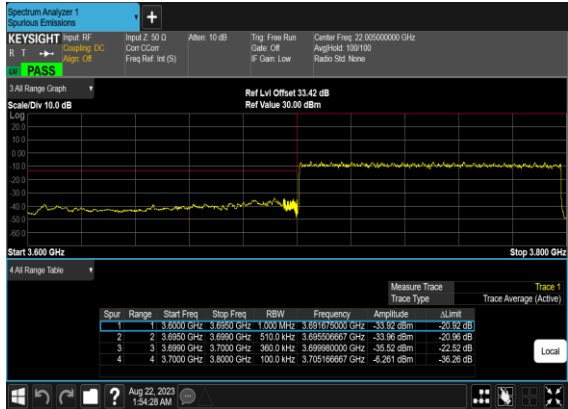 Spectrum Analyzer 1
Spurious Emissions
KEYSIGHT Input: RF Input Z: 50 Ω Atten: 10 dB Trig: Free Run Center Freq: 22.005000000 GHz
R T Coupling: DC Corr CCorr Gate: Off Avg|Hold: 100/100
Align: Off Freq Ref: Int (S) IF Gain: Low Radio Std: None
PASS
3 All Range Graph Ref Lvl Offset 33.42 dB
Scale/Div 10.0 dB Ref Value 30.00 dBm
Log
20.0
10.0
0.00
-10.0
-20.0
-30.0
-40.0
-50.0
-60.0
Start 3.600 GHz Stop 3.800 GHz
4 All Range Table
Measure Trace Trace 1
Trace Type Trace Average (Active)
Spur Range Start Freq Stop Freq RBW Frequency Amplitude ΔLimit
1 1 3.6000 GHz 3.6950 GHz 1.000 MHz 3.691675000 GHz -33.92 dBm -20.92 dB
2 2 3.6950 GHz 3.6990 GHz 510.0 kHz 3.695506667 GHz -33.96 dBm -20.96 dB
3 3 3.6990 GHz 3.7000 GHz 360.0 kHz 3.699980000 GHz -35.52 dBm -22.52 dB
4 4 3.7000 GHz 3.8000 GHz 100.0 kHz 3.705166667 GHz -6.261 dBm -36.26 dB
Local
Aug 22, 2023
1:54:28 AM